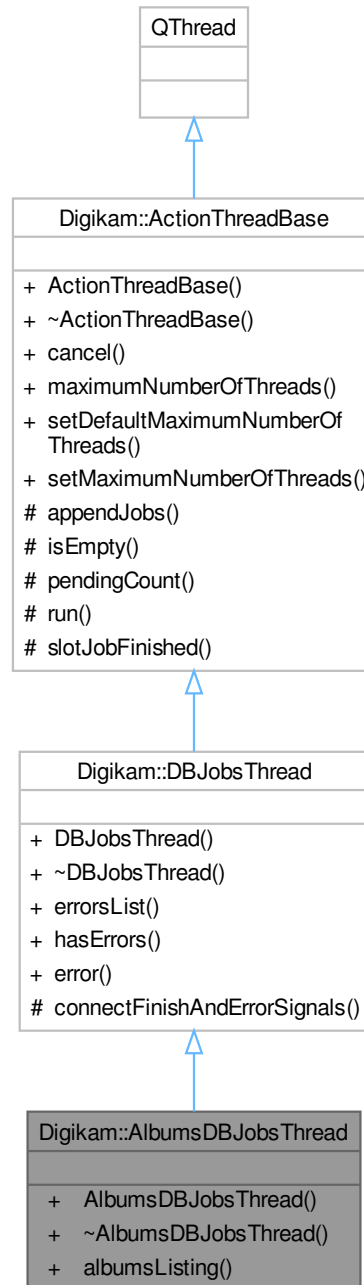 QThread
Digikam::ActionThreadBase
+ ActionThreadBase()
+ ~ActionThreadBase()
+ cancel()
+ maximumNumberOfThreads()
+ setDefaultMaximumNumberOf
Threads()
+ setMaximumNumberOfThreads()
# appendJobs()
# isEmpty()
# pendingCount()
# run()
# slotJobFinished()
Digikam::DBJobsThread
+ DBJobsThread()
+ ~DBJobsThread()
+ errorsList()
+ hasErrors()
+ error()
# connectFinishAndErrorSignals()
Digikam::AlbumsDBJobsThread
+ AlbumsDBJobsThread()
+ ~AlbumsDBJobsThread()
+ albumsListing()